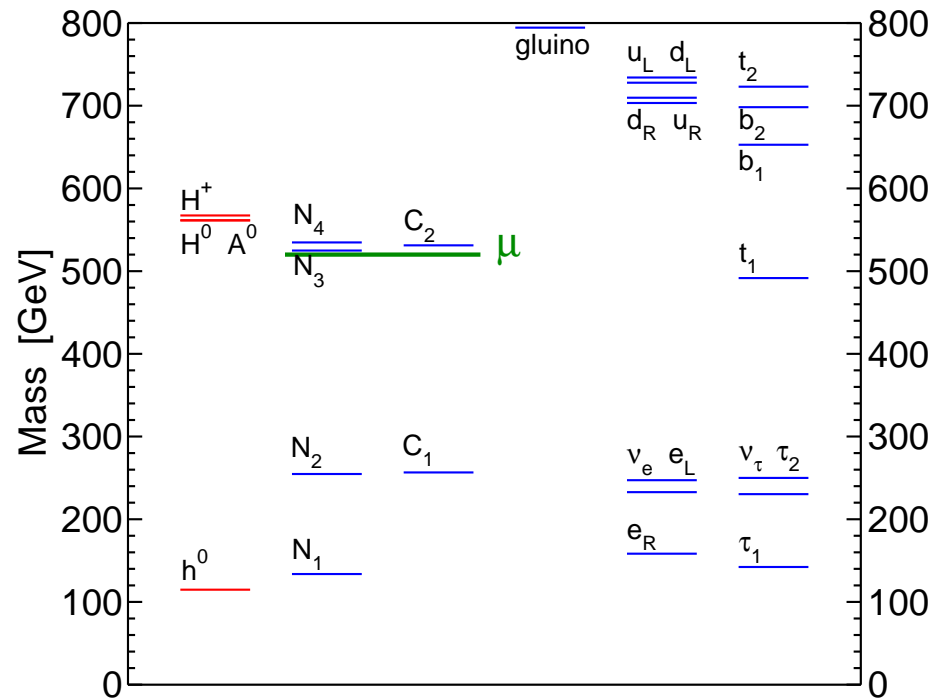 800 800
gluino
u_L d_L
t_2
700 700
d_R u_R
b_2
b_1
600 600
H^+
H^0 A^0
N_4
C_2
μ
N_3
500 500
t_1
Mass [GeV]
400 400
300 300
N_2
C_1
ν_e e_L
ν_τ τ_2
200 200
e_R
N_1
τ_1
h^0
100 100
0 0